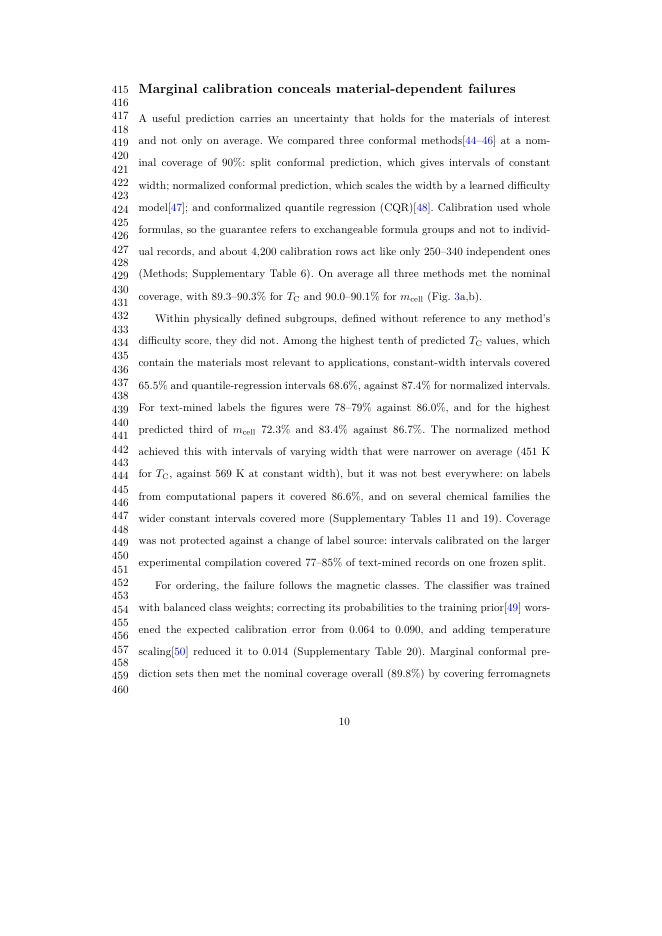 415 Marginal calibration conceals material-dependent failures
416
417 A useful prediction carries an uncertainty that holds for the materials of interest
418
419 and not only on average. We compared three conformal methods[44–46] at a nom-
420
421 inal coverage of 90%: split conformal prediction, which gives intervals of constant
422 width; normalized conformal prediction, which scales the width by a learned difficulty
423
424 model[47]; and conformalized quantile regression (CQR)[48]. Calibration used whole
425
426 formulas, so the guarantee refers to exchangeable formula groups and not to individ-
427 ual records, and about 4,200 calibration rows act like only 250–340 independent ones
428
429 (Methods; Supplementary Table 6). On average all three methods met the nominal
430
431 coverage, with 89.3–90.3% for T_C and 90.0–90.1% for m_cell (Fig. 3a,b).
432 Within physically defined subgroups, defined without reference to any method's
433
434 difficulty score, they did not. Among the highest tenth of predicted T_C values, which
435
436 contain the materials most relevant to applications, constant-width intervals covered
437 65.5% and quantile-regression intervals 68.6%, against 87.4% for normalized intervals.
438
439 For text-mined labels the figures were 78–79% against 86.0%, and for the highest
440
441 predicted third of m_cell 72.3% and 83.4% against 86.7%. The normalized method
442 achieved this with intervals of varying width that were narrower on average (451 K
443
444 for T_C, against 569 K at constant width), but it was not best everywhere: on labels
445
446 from computational papers it covered 86.6%, and on several chemical families the
447 wider constant intervals covered more (Supplementary Tables 11 and 19). Coverage
448
449 was not protected against a change of label source: intervals calibrated on the larger
450
451 experimental compilation covered 77–85% of text-mined records on one frozen split.
452 For ordering, the failure follows the magnetic classes. The classifier was trained
453
454 with balanced class weights; correcting its probabilities to the training prior[49] wors-
455
456 ened the expected calibration error from 0.064 to 0.090, and adding temperature
457 scaling[50] reduced it to 0.014 (Supplementary Table 20). Marginal conformal pre-
458
459 diction sets then met the nominal coverage overall (89.8%) by covering ferromagnets
460
10